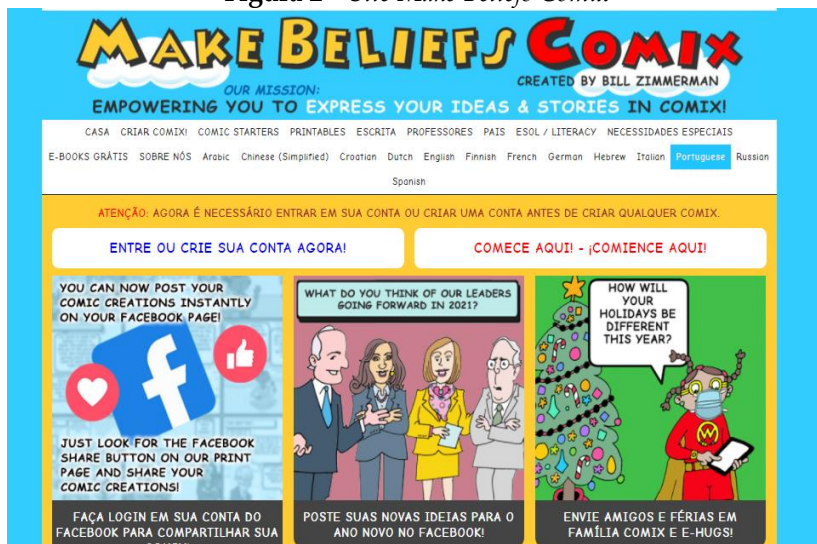 MAKE BELIEFS COMIX
CREATED BY BILL ZIMMERMAN
OUR MISSION:
EMPOWERING YOU TO EXPRESS YOUR IDEAS & STORIES IN COMIX!
CASA CRIAR COMIX! COMIC STARTERS PRINTABLES ESCRITA PROFESSORES PAIS ESOL / LITERACY NECESSIDADES ESPECIAIS
E-BOOKS GRÁTIS SOBRE NÓS Arabic Chinese (Simplified) Croatian Dutch English Finnish French German Hebrew Italian Portuguese Russian
Spanish
ATENÇÃO: AGORA É NECESSÁRIO ENTRAR EM SUA CONTA OU CRIAR UMA CONTA ANTES DE CRIAR QUALQUER COMIX.
ENTRE OU CRIE SUA CONTA AGORA!
COMECE AQUI! - ¡COMIENCE AQUI!
YOU CAN NOW POST YOUR
COMIC CREATIONS INSTANTLY
ON YOUR FACEBOOK PAGE!
f
JUST LOOK FOR THE FACEBOOK
SHARE BUTTON ON OUR PRINT
PAGE AND SHARE YOUR
COMIC CREATIONS!
FAÇA LOGIN EM SUA CONTA DO
FACEBOOK PARA COMPARTILHAR SUA
WHAT DO YOU THINK OF OUR LEADERS
GOING FORWARD IN 2021?
POSTE SUAS NOVAS IDEIAS PARA O
ANO NOVO NO FACEBOOK!
HOW WILL
YOUR
HOLIDAYS BE
DIFFERENT
THIS YEAR?
W
ENVIE AMIGOS E FÉRIAS EM
FAMÍLIA COMIX E E-HUGS!